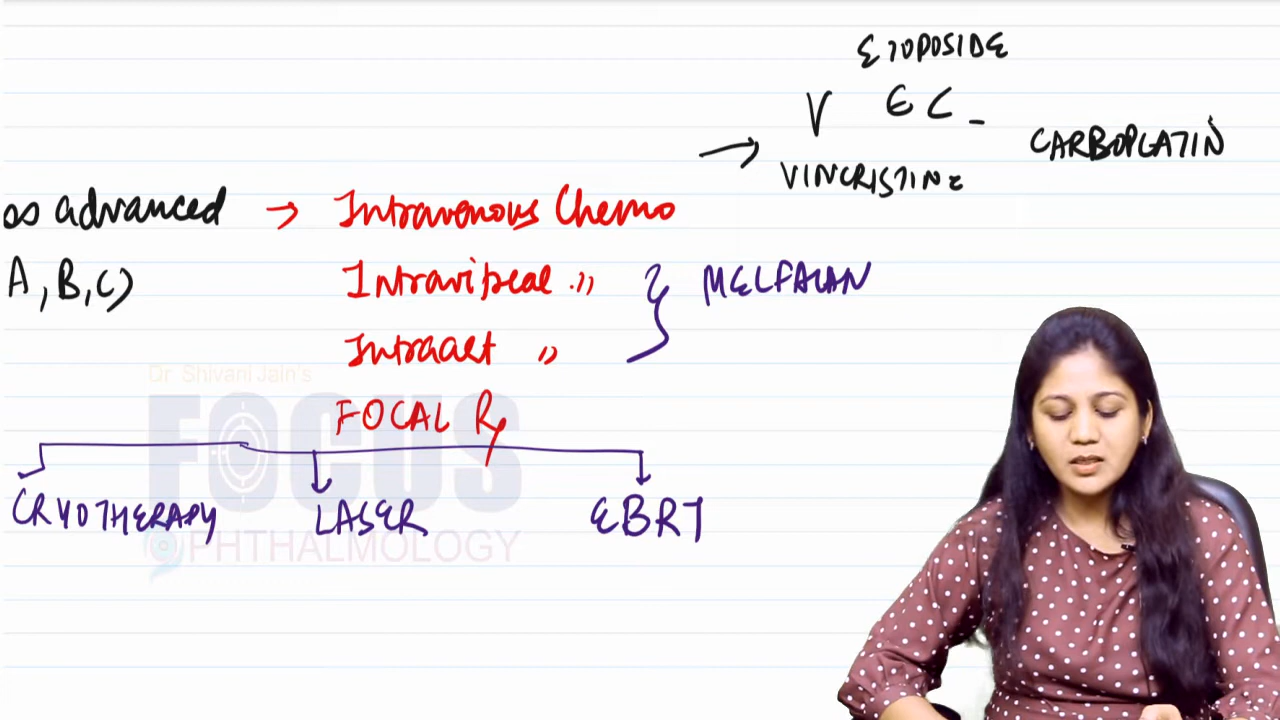 ETOPOSIDE
V E C -
CARBOPLATIN
VINCRISTINE
ss advanced → Intravenous Chemo →
A, B, C) Intravitreal " } MELFALAN
Intraart "
Dr. Shivani Jain's
FOCUS
FOCAL Rx
CRYOTHERAPY LASER EBRT
OPHTHALMOLOGY